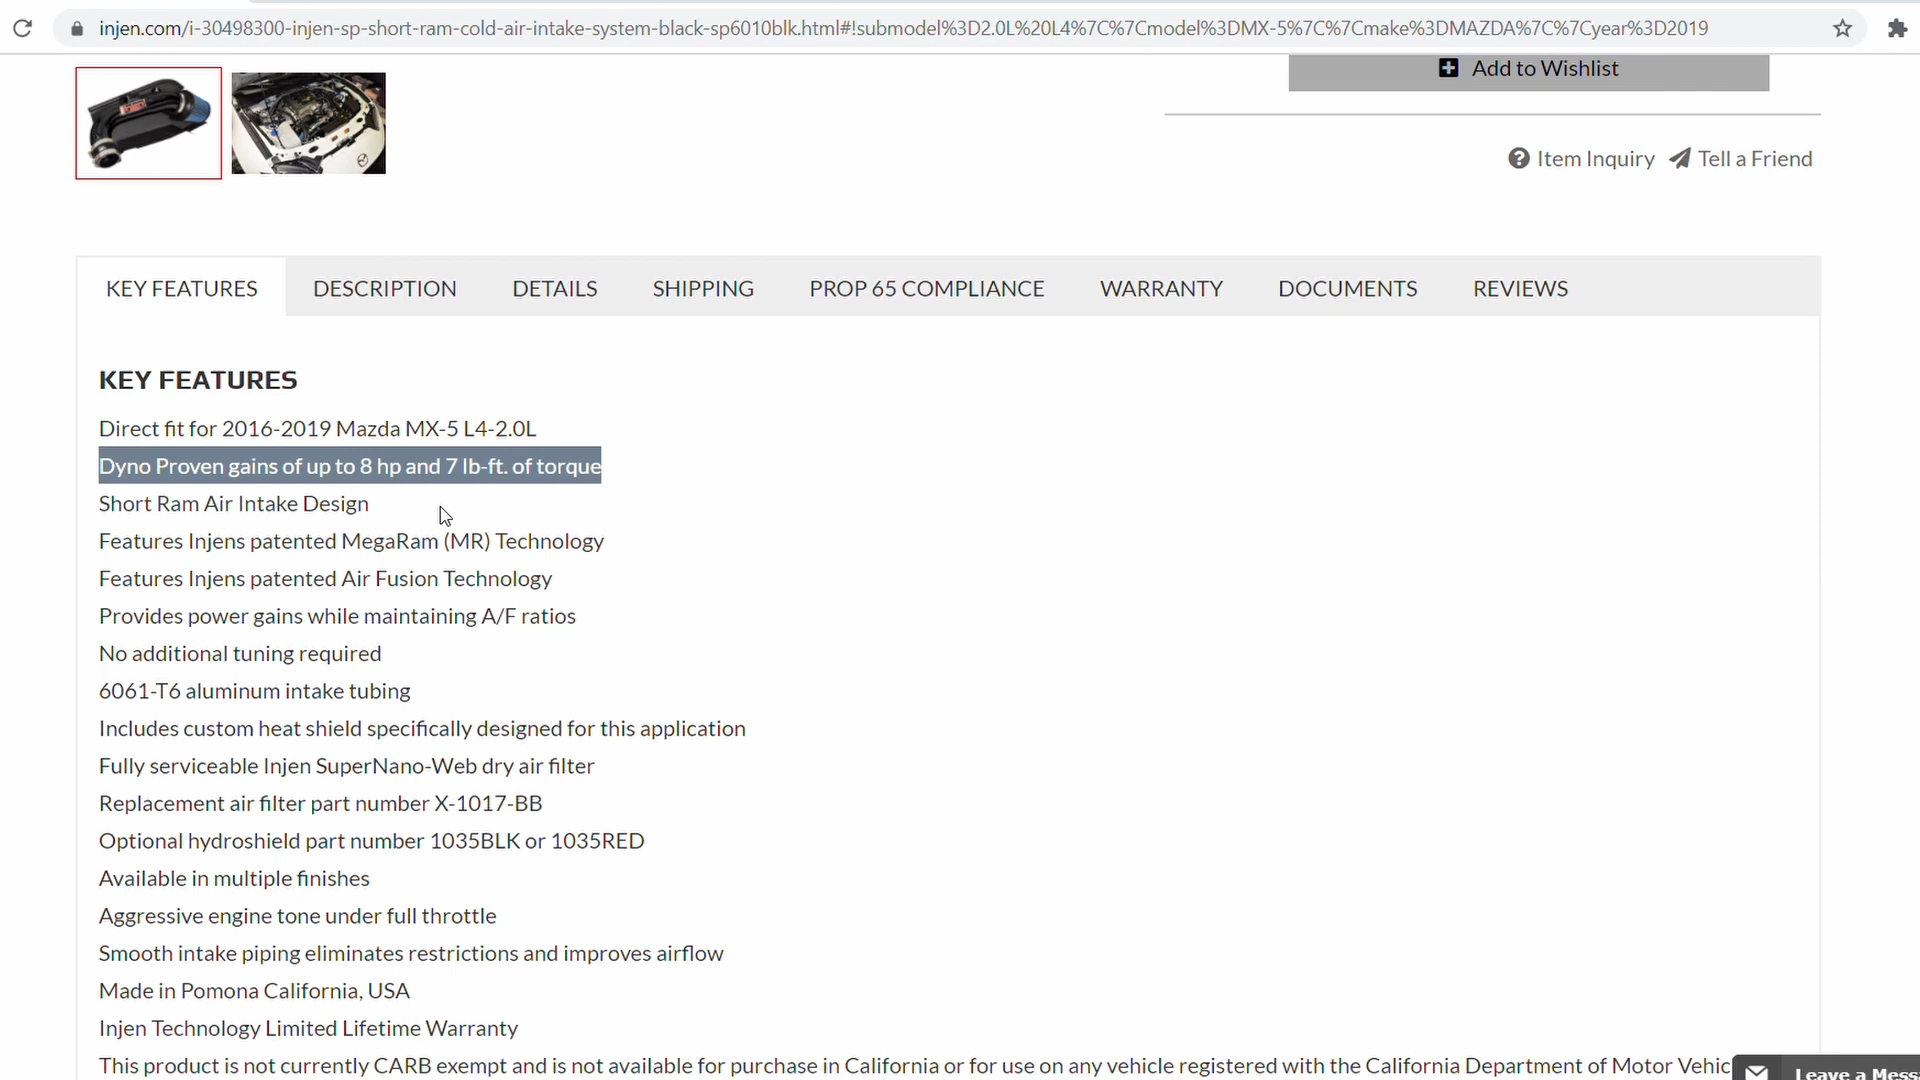 injen.com/i-30498300-injen-sp-short-ram-cold-air-intake-system-black-sp6010blk.html#!submodel%3D2.0L%20L4%7C%7Cmodel%3DMX-5%7C%7Cmake%3DMAZDA%7C%7Cyear%3D2019
Add to Wishlist
Item Inquiry Tell a Friend
KEY FEATURES DESCRIPTION DETAILS SHIPPING PROP 65 COMPLIANCE WARRANTY DOCUMENTS REVIEWS
KEY FEATURES
Direct fit for 2016-2019 Mazda MX-5 L4-2.0L
Dyno Proven gains of up to 8 hp and 7 lb-ft. of torque
Short Ram Air Intake Design
Features Injens patented MegaRam (MR) Technology
Features Injens patented Air Fusion Technology
Provides power gains while maintaining A/F ratios
No additional tuning required
6061-T6 aluminum intake tubing
Includes custom heat shield specifically designed for this application
Fully serviceable Injen SuperNano-Web dry air filter
Replacement air filter part number X-1017-BB
Optional hydroshield part number 1035BLK or 1035RED
Available in multiple finishes
Aggressive engine tone under full throttle
Smooth intake piping eliminates restrictions and improves airflow
Made in Pomona California, USA
Injen Technology Limited Lifetime Warranty
This product is not currently CARB exempt and is not available for purchase in California or for use on any vehicle registered with the California Department of Motor Vehic
Leave a Mess